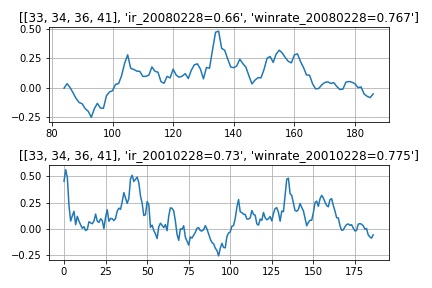 [[33, 34, 36, 41], 'ir_20080228=0.66', 'winrate_20080228=0.767']
0.50
0.25
0.00
−0.25
80 100 120 140 160 180
[[33, 34, 36, 41], 'ir_20010228=0.73', 'winrate_20010228=0.775']
0.50
0.25
0.00
−0.25
0 25 50 75 100 125 150 175